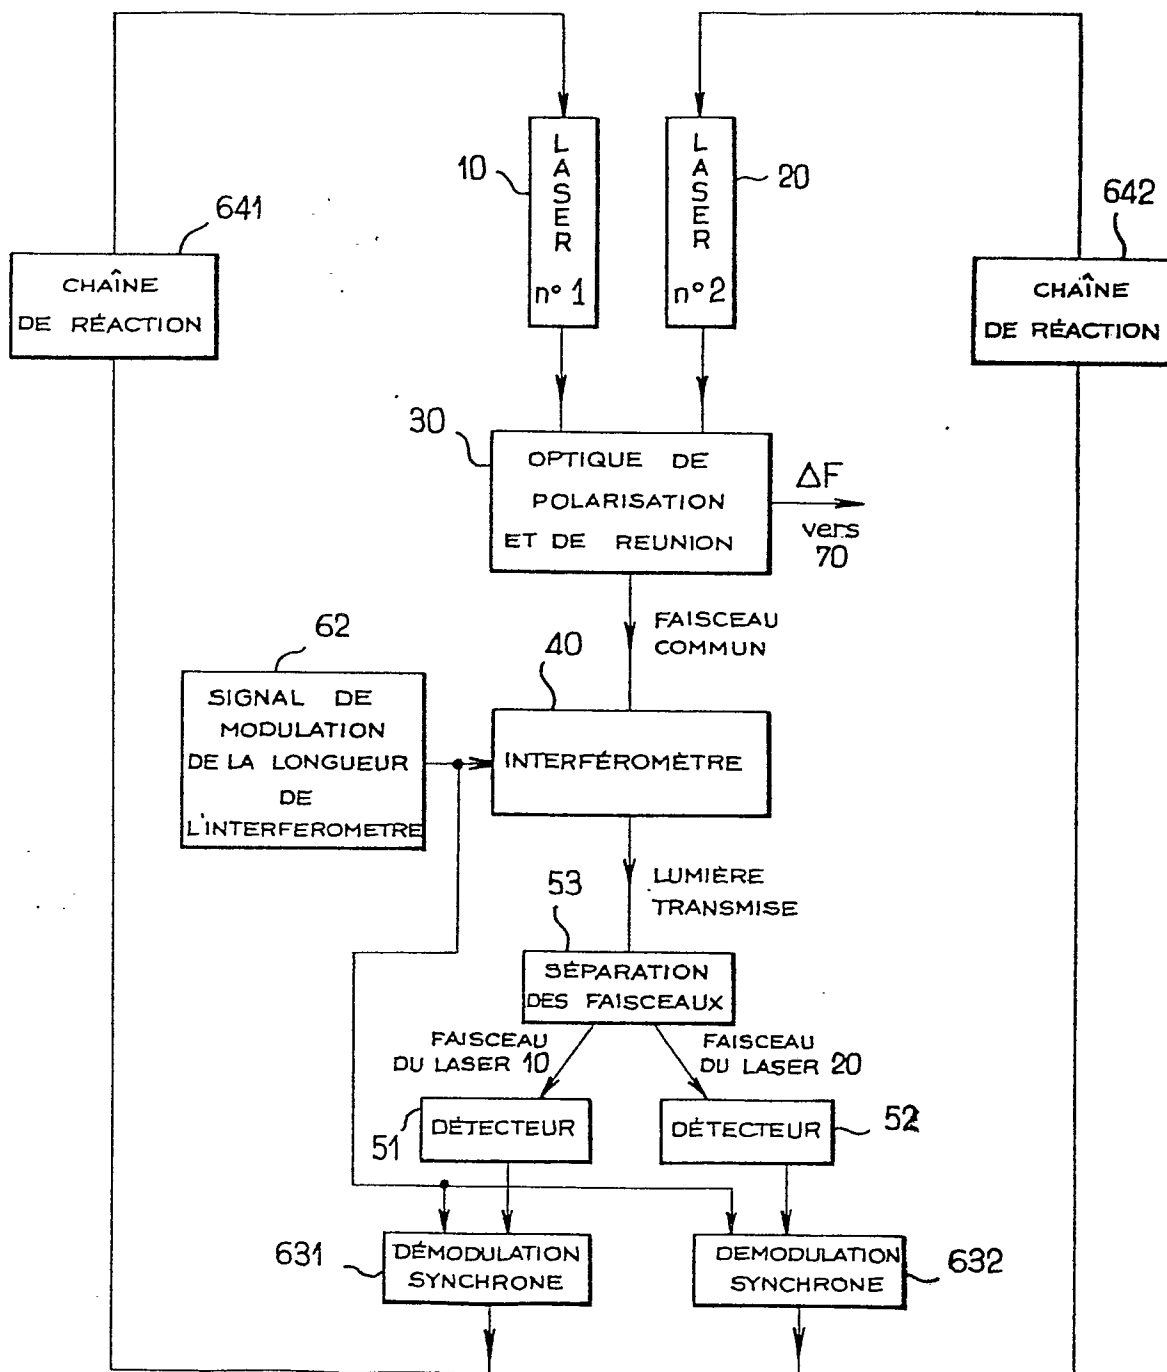 LASER
n° 1
10
LASER
n° 2
20
641
CHAÎNE
DE RÉACTION
642
CHAÎNE
DE RÉACTION
30
OPTIQUE DE
POLARISATION
ET DE REUNION
ΔF
vers
70
FAISCEAU
COMMUN
62
SIGNAL DE
MODULATION
DE LA LONGUEUR
DE
L'INTERFEROMETRE
40
INTERFÉROMÈTRE
LUMIÈRE
TRANSMISE
53
SÉPARATION
DES FAISCEAUX
FAISCEAU
DU LASER 10
FAISCEAU
DU LASER 20
51
DÉTECTEUR
DÉTECTEUR
52
631
DÉMODULATION
SYNCHRONE
DEMODULATION
SYNCHRONE
632